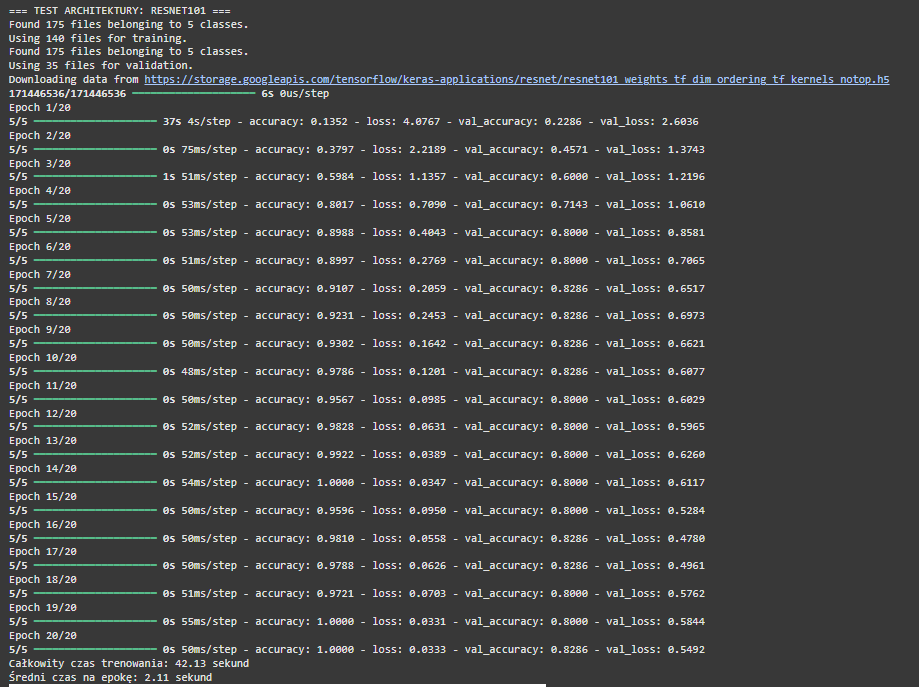 === TEST ARCHITEKTURY: RESNET101 ===
Found 175 files belonging to 5 classes.
Using 140 files for training.
Found 175 files belonging to 5 classes.
Using 35 files for validation.
Downloading data from https://storage.googleapis.com/tensorflow/keras-applications/resnet/resnet101_weights_tf_dim_ordering_tf_kernels_notop.h5
171446536/171446536 ━━━━━━━━━━━━━━━━━━━━ 6s 0us/step
Epoch 1/20
5/5 ━━━━━━━━━━━━━━━━━━━━ 37s 4s/step - accuracy: 0.1352 - loss: 4.0767 - val_accuracy: 0.2286 - val_loss: 2.6036
Epoch 2/20
5/5 ━━━━━━━━━━━━━━━━━━━━ 0s 75ms/step - accuracy: 0.3797 - loss: 2.2189 - val_accuracy: 0.4571 - val_loss: 1.3743
Epoch 3/20
5/5 ━━━━━━━━━━━━━━━━━━━━ 1s 51ms/step - accuracy: 0.5984 - loss: 1.1357 - val_accuracy: 0.6000 - val_loss: 1.2196
Epoch 4/20
5/5 ━━━━━━━━━━━━━━━━━━━━ 0s 53ms/step - accuracy: 0.8017 - loss: 0.7090 - val_accuracy: 0.7143 - val_loss: 1.0610
Epoch 5/20
5/5 ━━━━━━━━━━━━━━━━━━━━ 0s 53ms/step - accuracy: 0.8988 - loss: 0.4043 - val_accuracy: 0.8000 - val_loss: 0.8581
Epoch 6/20
5/5 ━━━━━━━━━━━━━━━━━━━━ 0s 51ms/step - accuracy: 0.8997 - loss: 0.2769 - val_accuracy: 0.8000 - val_loss: 0.7065
Epoch 7/20
5/5 ━━━━━━━━━━━━━━━━━━━━ 0s 50ms/step - accuracy: 0.9107 - loss: 0.2059 - val_accuracy: 0.8286 - val_loss: 0.6517
Epoch 8/20
5/5 ━━━━━━━━━━━━━━━━━━━━ 0s 50ms/step - accuracy: 0.9231 - loss: 0.2453 - val_accuracy: 0.8286 - val_loss: 0.6973
Epoch 9/20
5/5 ━━━━━━━━━━━━━━━━━━━━ 0s 50ms/step - accuracy: 0.9302 - loss: 0.1642 - val_accuracy: 0.8286 - val_loss: 0.6621
Epoch 10/20
5/5 ━━━━━━━━━━━━━━━━━━━━ 0s 48ms/step - accuracy: 0.9786 - loss: 0.1201 - val_accuracy: 0.8286 - val_loss: 0.6077
Epoch 11/20
5/5 ━━━━━━━━━━━━━━━━━━━━ 0s 50ms/step - accuracy: 0.9567 - loss: 0.0985 - val_accuracy: 0.8000 - val_loss: 0.6029
Epoch 12/20
5/5 ━━━━━━━━━━━━━━━━━━━━ 0s 52ms/step - accuracy: 0.9828 - loss: 0.0631 - val_accuracy: 0.8000 - val_loss: 0.5965
Epoch 13/20
5/5 ━━━━━━━━━━━━━━━━━━━━ 0s 52ms/step - accuracy: 0.9922 - loss: 0.0389 - val_accuracy: 0.8000 - val_loss: 0.6260
Epoch 14/20
5/5 ━━━━━━━━━━━━━━━━━━━━ 0s 54ms/step - accuracy: 1.0000 - loss: 0.0347 - val_accuracy: 0.8000 - val_loss: 0.6117
Epoch 15/20
5/5 ━━━━━━━━━━━━━━━━━━━━ 0s 50ms/step - accuracy: 0.9596 - loss: 0.0950 - val_accuracy: 0.8000 - val_loss: 0.5284
Epoch 16/20
5/5 ━━━━━━━━━━━━━━━━━━━━ 0s 50ms/step - accuracy: 0.9810 - loss: 0.0558 - val_accuracy: 0.8286 - val_loss: 0.4780
Epoch 17/20
5/5 ━━━━━━━━━━━━━━━━━━━━ 0s 50ms/step - accuracy: 0.9788 - loss: 0.0626 - val_accuracy: 0.8286 - val_loss: 0.4961
Epoch 18/20
5/5 ━━━━━━━━━━━━━━━━━━━━ 0s 51ms/step - accuracy: 0.9721 - loss: 0.0703 - val_accuracy: 0.8000 - val_loss: 0.5762
Epoch 19/20
5/5 ━━━━━━━━━━━━━━━━━━━━ 0s 55ms/step - accuracy: 1.0000 - loss: 0.0331 - val_accuracy: 0.8000 - val_loss: 0.5844
Epoch 20/20
5/5 ━━━━━━━━━━━━━━━━━━━━ 0s 50ms/step - accuracy: 1.0000 - loss: 0.0333 - val_accuracy: 0.8286 - val_loss: 0.5492
Całkowity czas trenowania: 42.13 sekund
Średni czas na epokę: 2.11 sekund